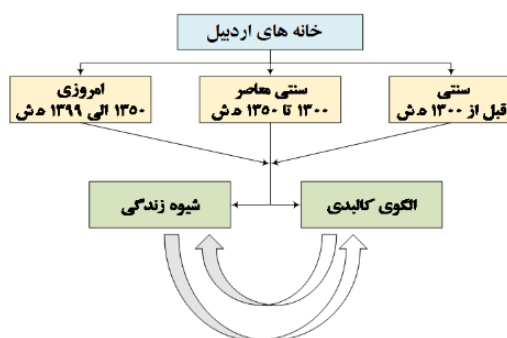 خانه های اردبیل
سنتی
قبل از ۱۳۰۰ ه.ش
سنتی معاصر
۱۳۰۰ تا ۱۳۵۰ ه.ش
امروزی
۱۳۵۰ الی ۱۳۹۹ ه.ش
الگوی کالبدی
شیوه زندگی